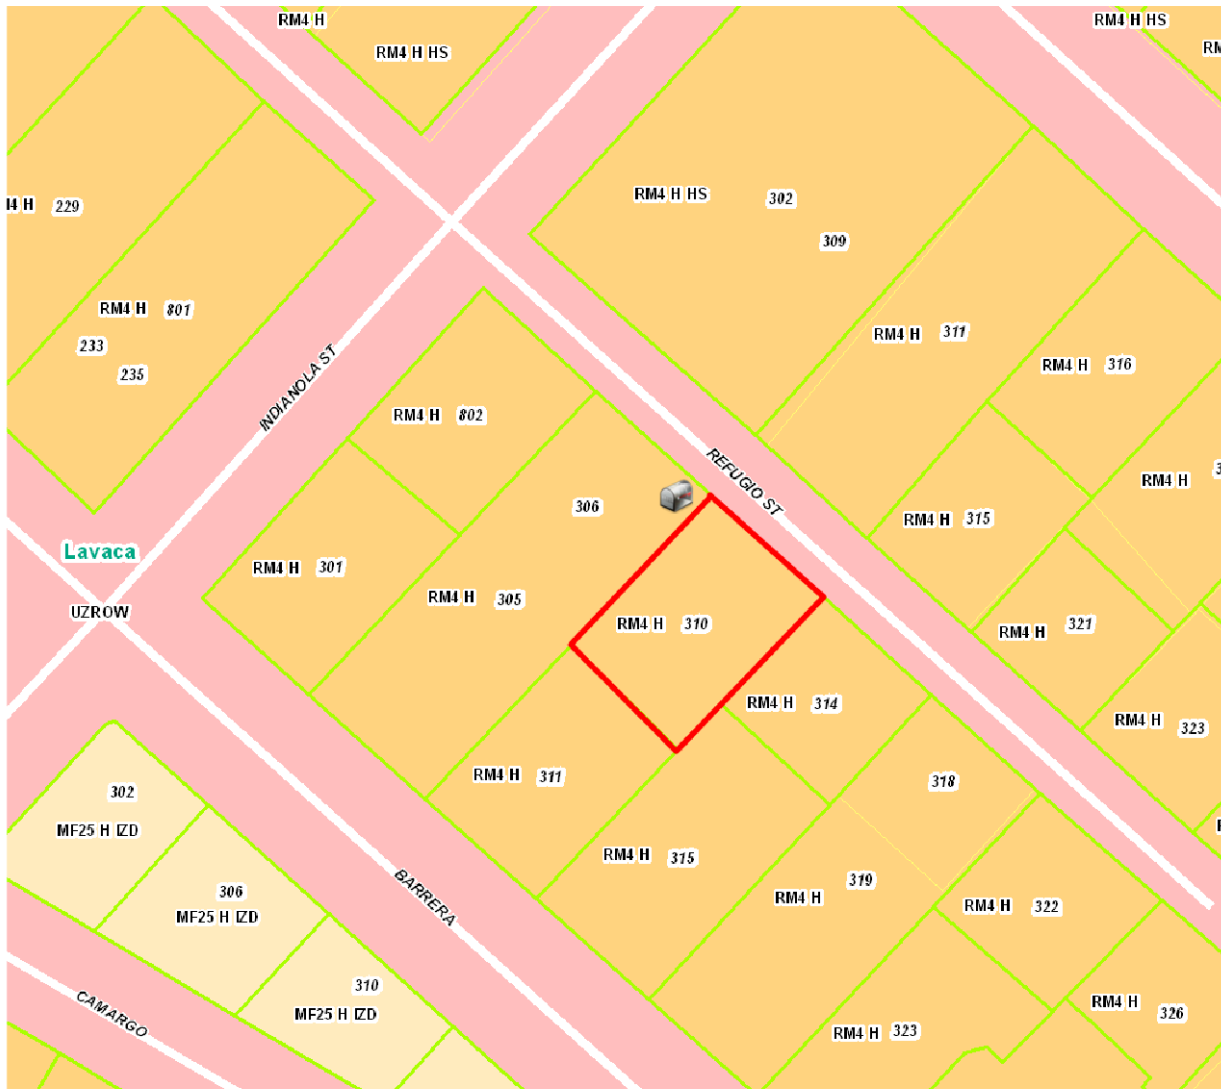 RM4 H
RM4 H HS
RM4 H HS
RM
I4 H 229
RM4 H HS 302
309
RM4 H 801
233
235
INDIANOLA ST
RM4 H 311
RM4 H 316
RM4 H 802
REFUGIO ST
RM4 H 3
306
RM4 H 315
Lavaca
RM4 H 301
RM4 H 305
UZROW
RM4 H 310
RM4 H 321
RM4 H 314
RM4 H 323
RM4 H 311
318
302
MF25 H IZD
RM4 H 315
319
RM4 H
BARRERA
306
MF25 H IZD
RM4 H 322
310
MF25 H IZD
CAMARGO
RM4 H 323
RM4 H 326